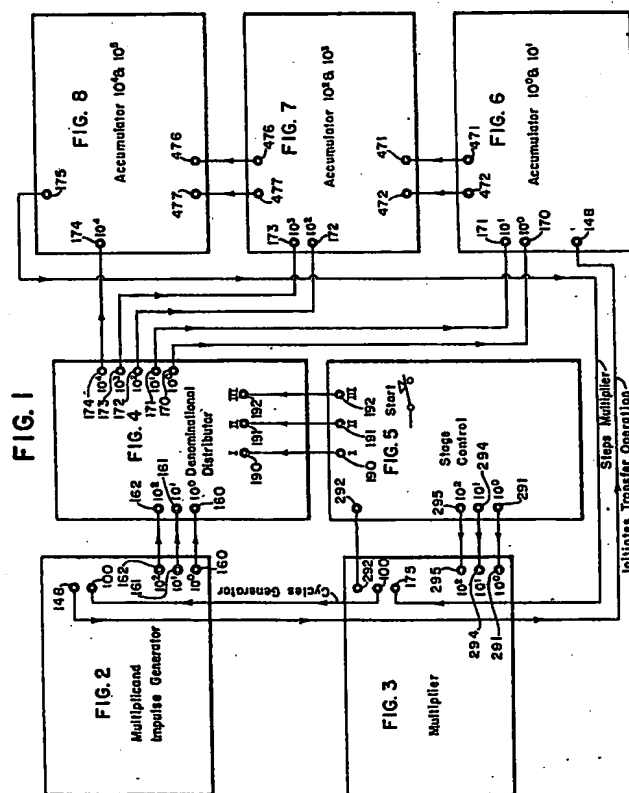 FIG. 1
FIG. 2
Multiplicand
Impulse Generator
148
100
162
10²
161
10¹
10⁰
160
FIG. 3
Multiplier
292
100
175
295
10²
10¹
294
10⁰
291
Cycles Generator
FIG. 4
Denominational
Distributor
162
10²
161
10¹
10⁰
160
174
10⁴
173
10³
172
10²
171
10¹
170
10⁰
I
II
III
190
191
192
FIG. 5
Stage
Control
Start
I
II
III
190
191
192
292
295
10²
10¹
294
10⁰
291
FIG. 8
Accumulator 10⁴ & 10⁵
175
174
10⁴
477
476
FIG. 7
Accumulator 10² & 10³
477
476
173
10³
10²
172
472
471
FIG. 6
Accumulator 10⁰ & 10¹
472
471
171
10¹
10⁰
170
148
Steps Multiplier
Initiates Transfer Operation